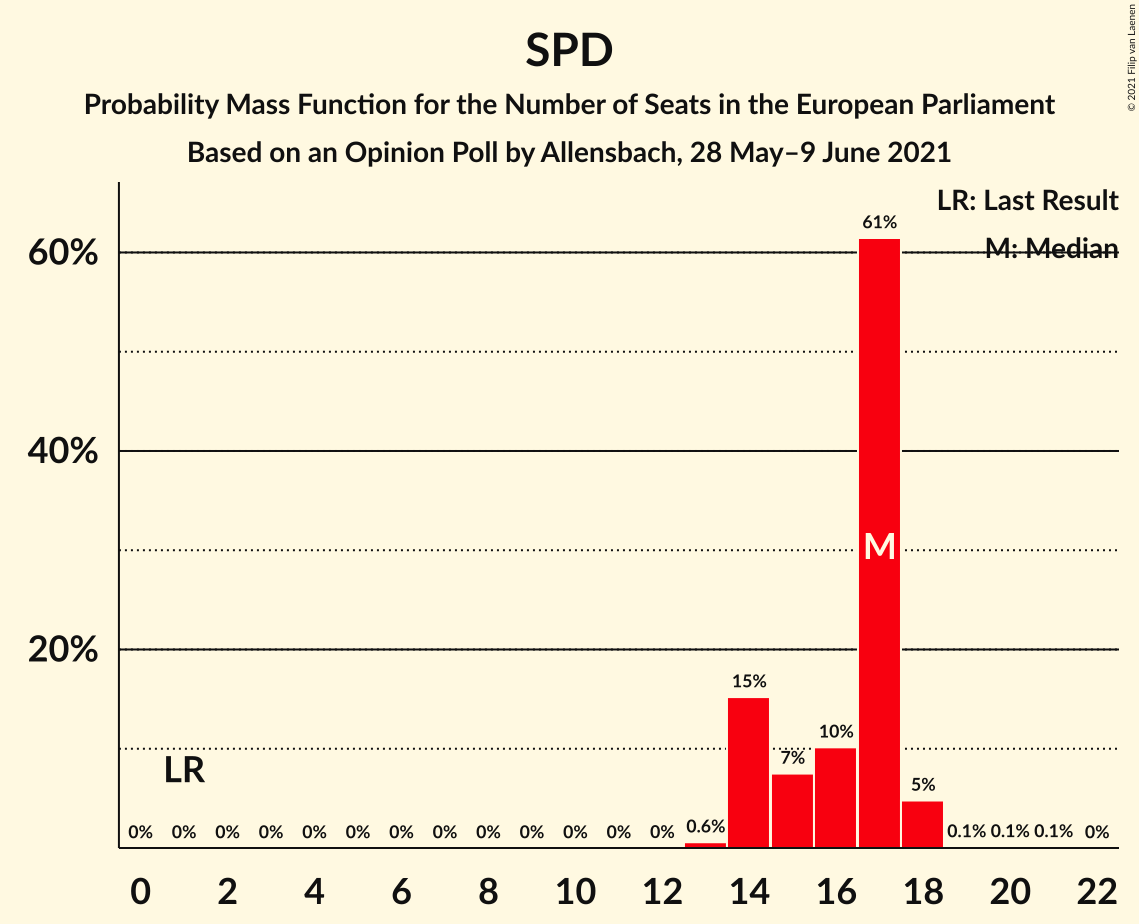 SPD
Probability Mass Function for the Number of Seats in the European Parliament
Based on an Opinion Poll by Allensbach, 28 May–9 June 2021
© 2021 Filip van Laenen
LR: Last Result
M: Median
60%
40%
20%
61%
M
15%
10%
7%
5%
LR
0% 0% 0% 0% 0% 0% 0% 0% 0% 0% 0% 0% 0% 0.6% 0.1% 0.1% 0.1% 0%
0 2 4 6 8 10 12 14 16 18 20 22